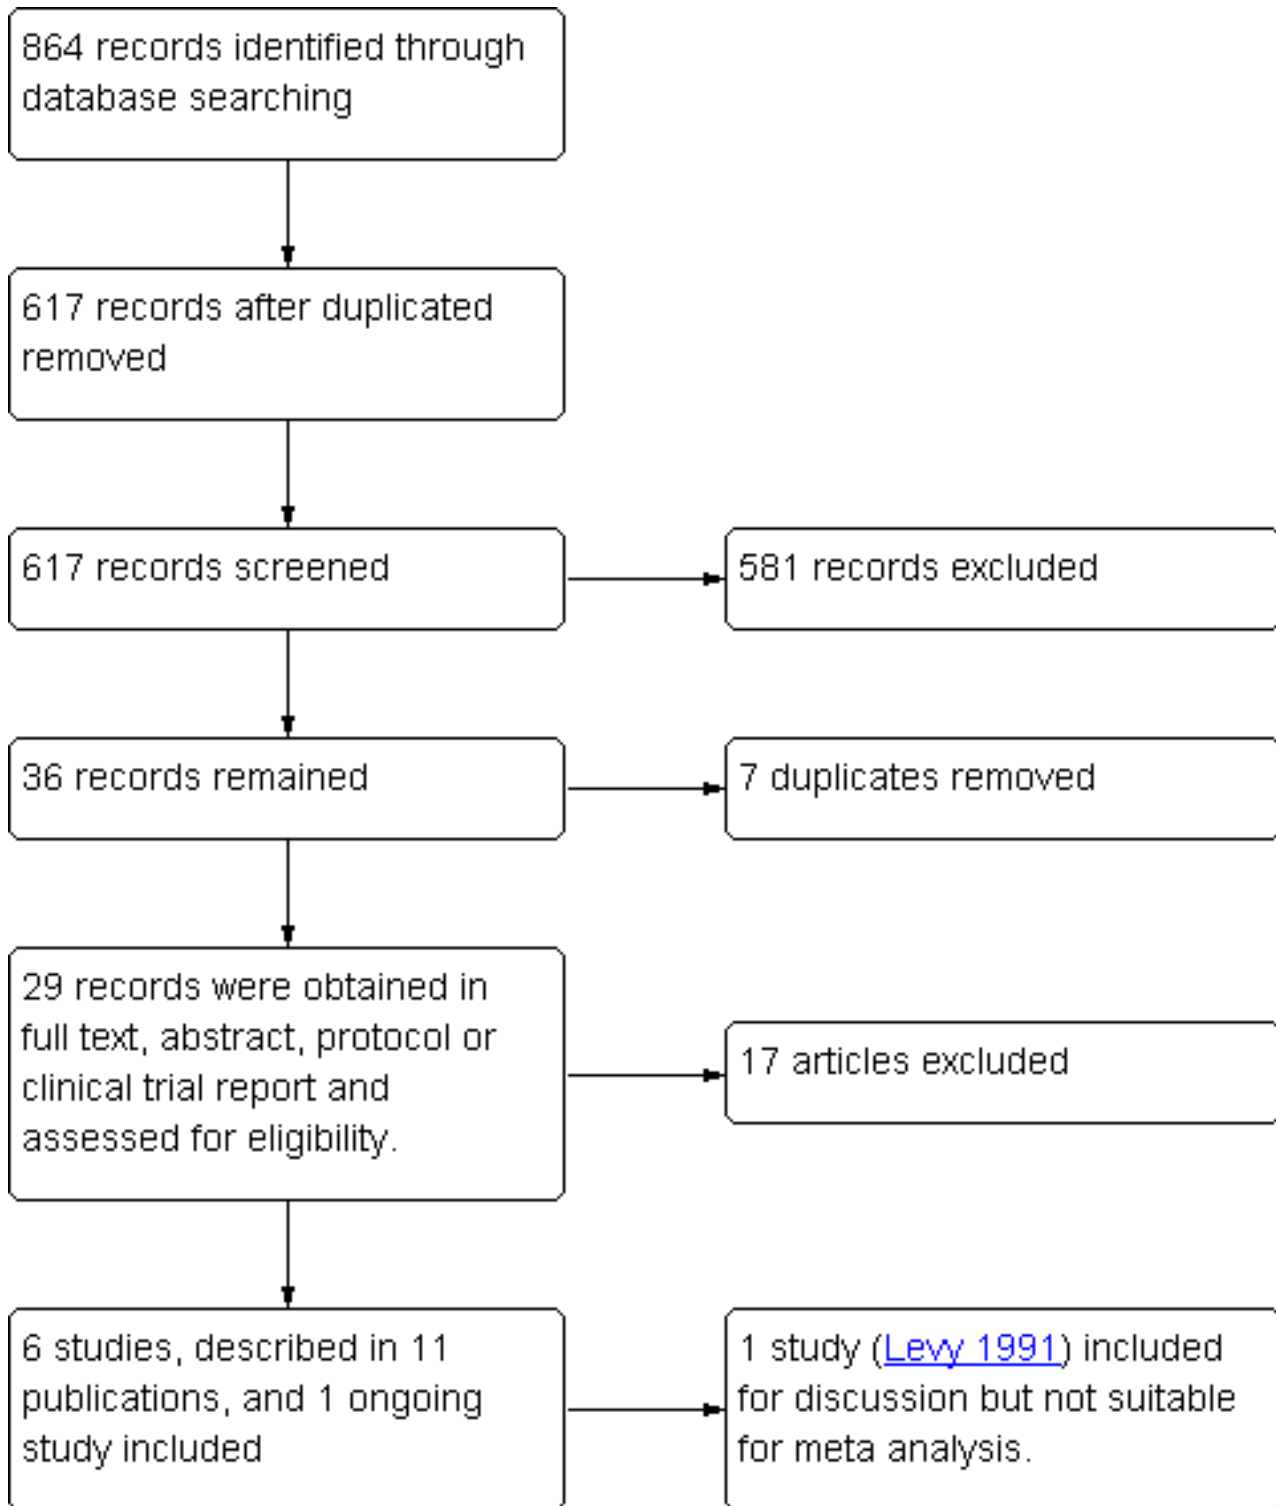 864 records identified through
database searching
617 records after duplicated
removed
617 records screened
581 records excluded
36 records remained
7 duplicates removed
29 records were obtained in
full text, abstract, protocol or
clinical trial report and
assessed for eligibility.
17 articles excluded
6 studies, described in 11
publications, and 1 ongoing
study included
1 study (Levy 1991) included
for discussion but not suitable
for meta analysis.